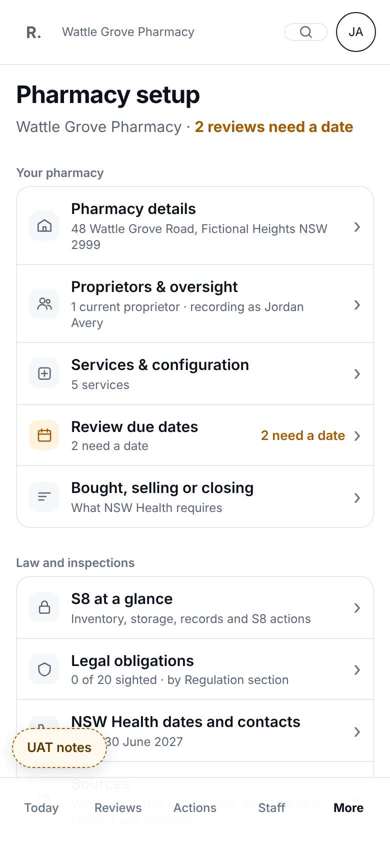 R.
Wattle Grove Pharmacy
JA
Pharmacy setup
Wattle Grove Pharmacy · 2 reviews need a date
Your pharmacy
Pharmacy details
48 Wattle Grove Road, Fictional Heights NSW
2999
Proprietors & oversight
1 current proprietor · recording as Jordan
Avery
Services & configuration
5 services
Review due dates
2 need a date
2 need a date
Bought, selling or closing
What NSW Health requires
Law and inspections
S8 at a glance
Inventory, storage, records and S8 actions
Legal obligations
0 of 20 sighted · by Regulation section
NSW Health dates and contacts
30 June 2027
UAT notes
Sources
Today
Reviews
Actions
Staff
More